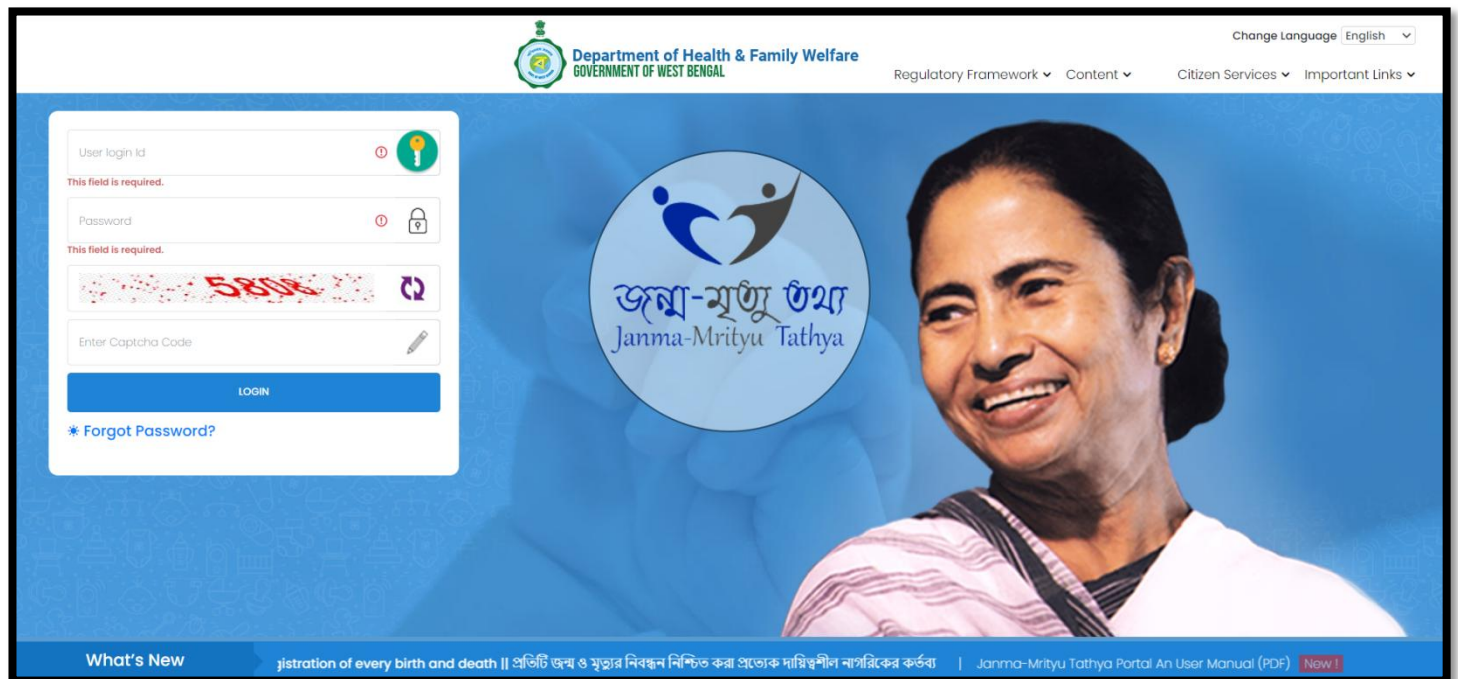 Change Language English
Department of Health & Family Welfare
GOVERNMENT OF WEST BENGAL
Regulatory Framework Content Citizen Services Important Links
User login Id
This field is required.
Password
This field is required.
5808
Enter Captcha Code
LOGIN
Forgot Password?
জন্ম-মৃত্যু তথ্য
Janma-Mrityu Tathya
What's New
gistration of every birth and death || প্রতিটি জন্ম ও মৃত্যুর নিবন্ধন নিশ্চিত করা প্রত্যেক দায়িত্বশীল নাগরিকের কর্তব্য | Janma-Mrityu Tathya Portal An User Manual (PDF) New !